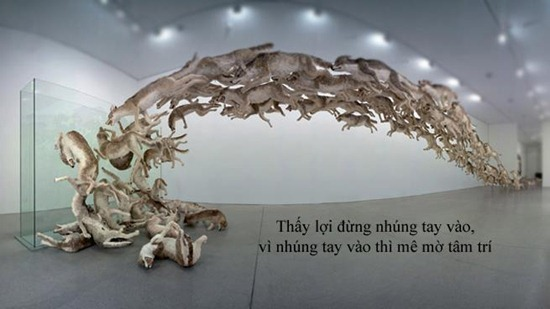 Thấy lợi đừng nhúng tay vào,
vì nhúng tay vào thì mê mờ tâm trí